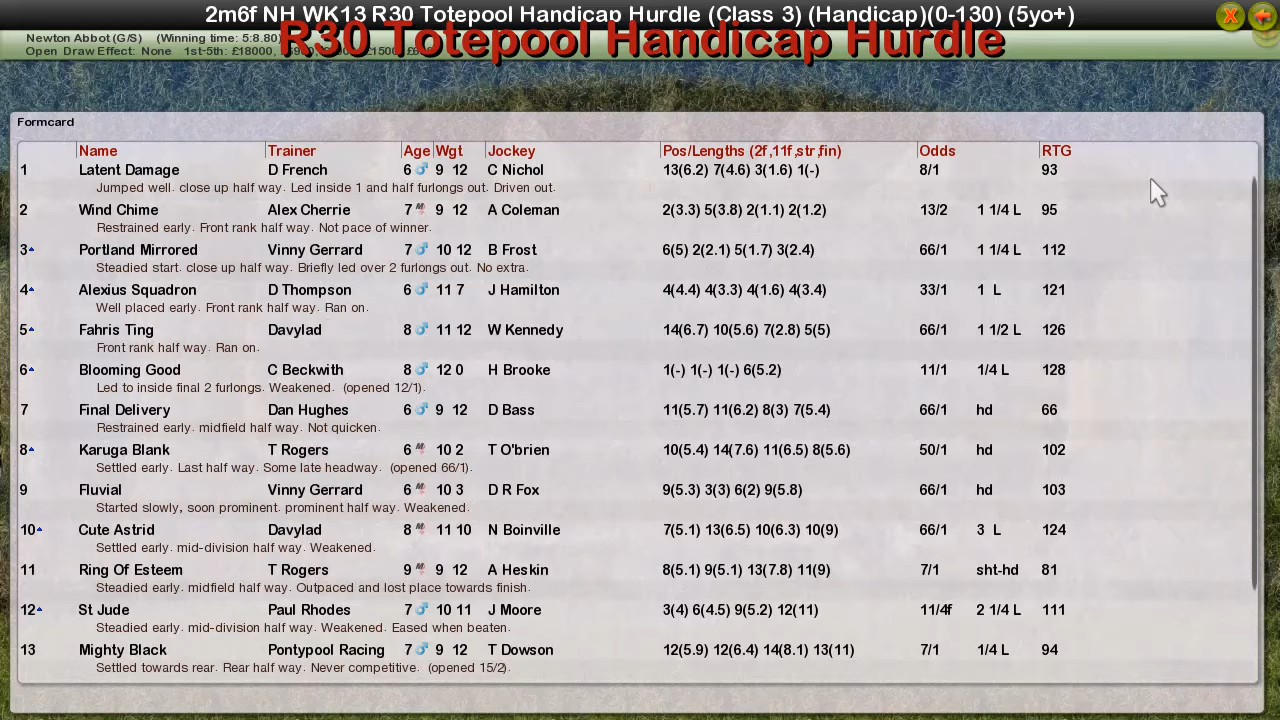 2m6f NH WK13 R30 Totepool Handicap Hurdle (Class 3) (Handicap)(0-130) (5yo+)
R30 Totepool Handicap Hurdle
Newton Abbot (G/S) (Winning time: 5:8.80
Open Draw Effect: None 1st-5th: £18000,
Formcard
Name Trainer Age Wgt Jockey Pos/Lengths (2f,11f,str,fin) Odds RTG
1 Latent Damage D French 6 9 12 C Nichol 13(6.2) 7(4.6) 3(1.6) 1(-) 8/1 93
Jumped well. close up half way. Led inside 1 and half furlongs out. Driven out.
2 Wind Chime Alex Cherrie 7 9 12 A Coleman 2(3.3) 5(3.8) 2(1.1) 2(1.2) 13/2 1 1/4 L 95
Restrained early. Front rank half way. Not pace of winner.
3 Portland Mirrored Vinny Gerrard 7 10 12 B Frost 6(5) 2(2.1) 5(1.7) 3(2.4) 66/1 1 1/4 L 112
Steadied start. close up half way. Briefly led over 2 furlongs out. No extra.
4 Alexius Squadron D Thompson 6 11 7 J Hamilton 4(4.4) 4(3.3) 4(1.6) 4(3.4) 33/1 1 L 121
Well placed early. Front rank half way. Ran on.
5 Fahris Ting Davylad 8 11 12 W Kennedy 14(6.7) 10(5.6) 7(2.8) 5(5) 66/1 1 1/2 L 126
Front rank half way. Ran on.
6 Blooming Good C Beckwith 8 12 0 H Brooke 1(-) 1(-) 1(-) 6(5.2) 11/1 1/4 L 128
Led to inside final 2 furlongs. Weakened. (opened 12/1).
7 Final Delivery Dan Hughes 6 9 12 D Bass 11(5.7) 11(6.2) 8(3) 7(5.4) 66/1 hd 66
Restrained early. midfield half way. Not quicken.
8 Karuga Blank T Rogers 6 10 2 T O'brien 10(5.4) 14(7.6) 11(6.5) 8(5.6) 50/1 hd 102
Settled early. Last half way. Some late headway. (opened 66/1).
9 Fluvial Vinny Gerrard 6 10 3 D R Fox 9(5.3) 3(3) 6(2) 9(5.8) 66/1 hd 103
Started slowly, soon prominent. prominent half way. Weakened.
10 Cute Astrid Davylad 8 11 10 N Boinville 7(5.1) 13(6.5) 10(6.3) 10(9) 66/1 3 L 124
Settled early. mid-division half way. Weakened.
11 Ring Of Esteem T Rogers 9 9 12 A Heskin 8(5.1) 9(5.1) 13(7.8) 11(9) 7/1 sht-hd 81
Steadied early. midfield half way. Outpaced and lost place towards finish.
12 St Jude Paul Rhodes 7 10 11 J Moore 3(4) 6(4.5) 9(5.2) 12(11) 11/4f 2 1/4 L 111
Steadied early. mid-division half way. Weakened. Eased when beaten.
13 Mighty Black Pontypool Racing 7 9 12 T Dowson 12(5.9) 12(6.4) 14(8.1) 13(11) 7/1 1/4 L 94
Settled towards rear. Rear half way. Never competitive. (opened 15/2).